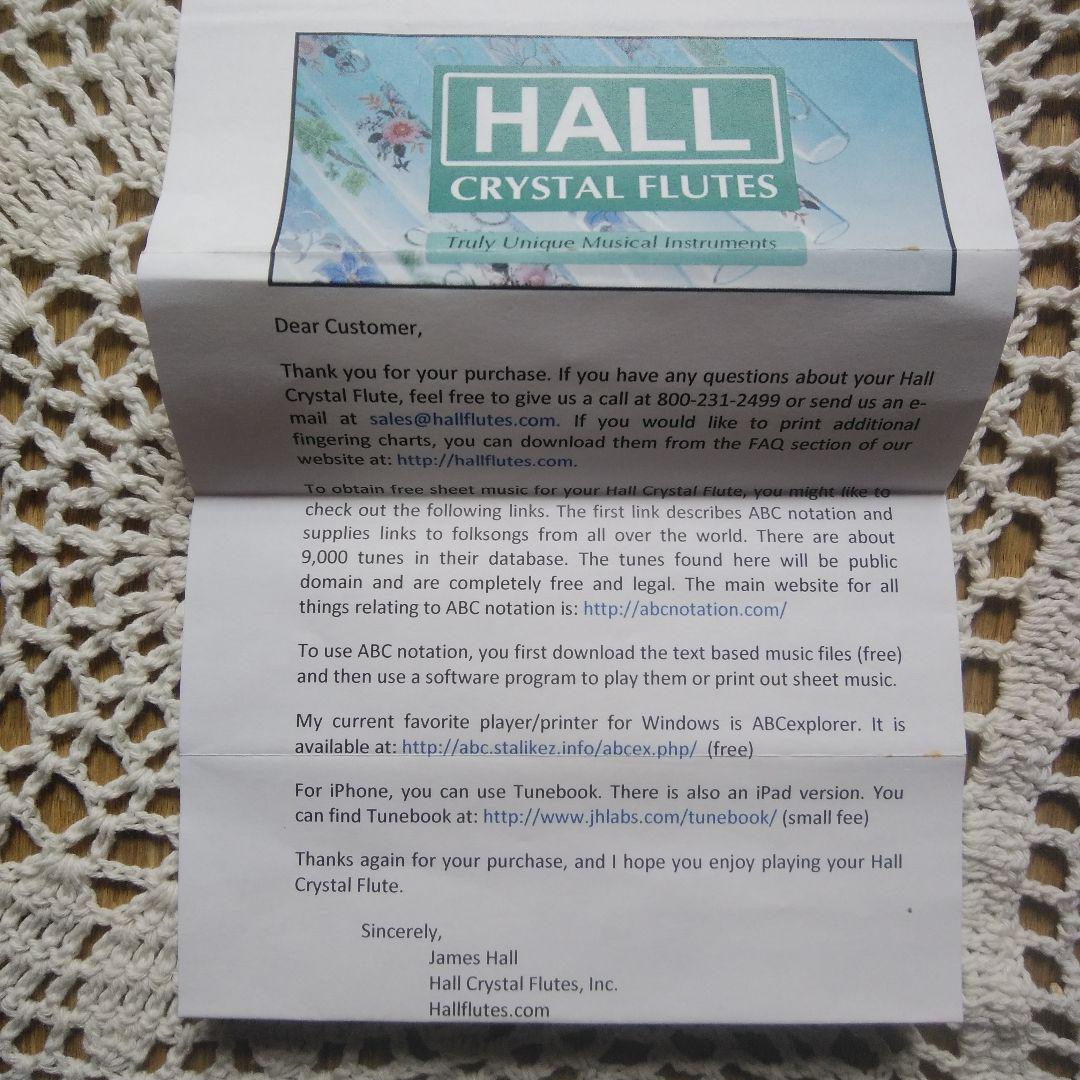 HALL
CRYSTAL FLUTES
Truly Unique Musical Instruments
Dear Customer,
Thank you for your purchase. If you have any questions about your Hall
Crystal Flute, feel free to give us a call at 800-231-2499 or send us an e-
mail at sales@hallflutes.com. If you would like to print additional
fingering charts, you can download them from the FAQ section of our
website at: http://hallflutes.com.
To obtain free sheet music for your Hall Crystal Flute, you might like to
check out the following links. The first link describes ABC notation and
supplies links to folksongs from all over the world. There are about
9,000 tunes in their database. The tunes found here will be public
domain and are completely free and legal. The main website for all
things relating to ABC notation is: http://abcnotation.com/
To use ABC notation, you first download the text based music files (free)
and then use a software program to play them or print out sheet music.
My current favorite player/printer for Windows is ABCexplorer. It is
available at: http://abc.stalikez.info/abcex.php/ (free)
For iPhone, you can use Tunebook. There is also an iPad version. You
can find Tunebook at: http://www.jhlabs.com/tunebook/ (small fee)
Thanks again for your purchase, and I hope you enjoy playing your Hall
Crystal Flute.
Sincerely,
James Hall
Hall Crystal Flutes, Inc.
Hallflutes.com